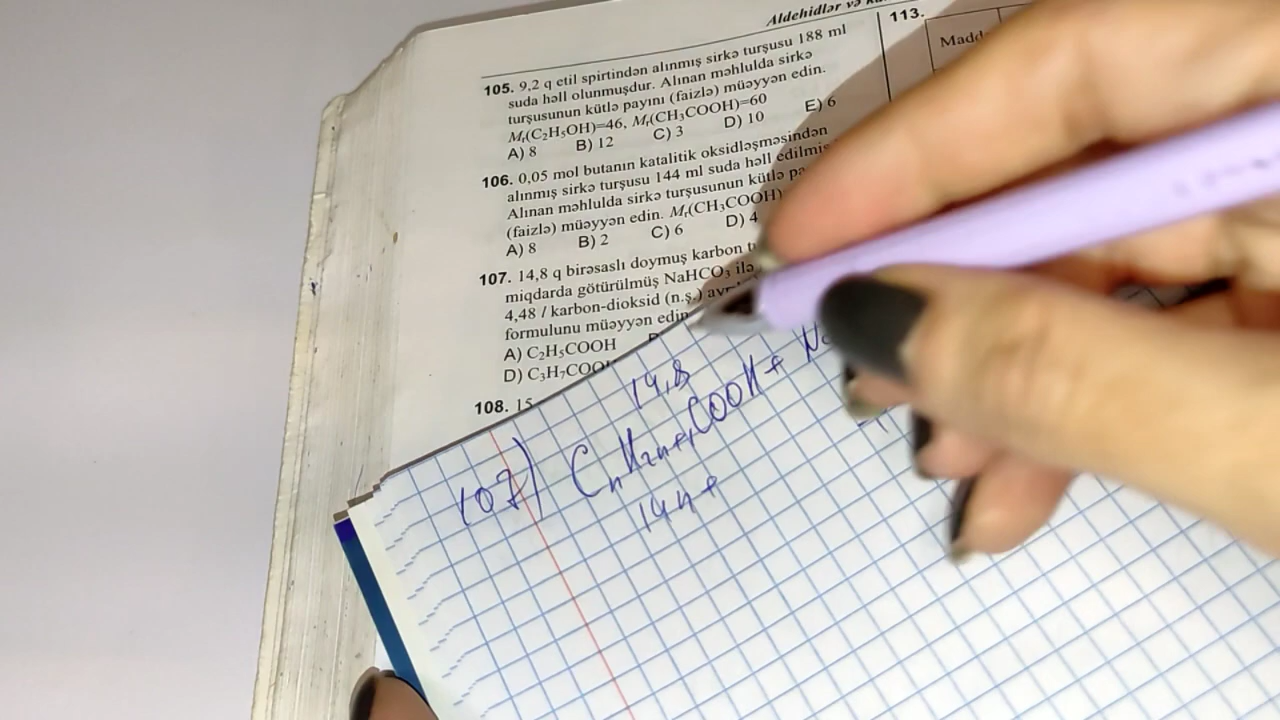 Aldehidlər və
105. 9,2 q etil spirtindən alınmış sirkə turşusu 188 ml
suda həll olunmuşdur. Alınan məhlulda sirkə
turşusunun kütlə payını (faizlə) müəyyən edin.
Mr(C₂H₅OH)=46, Mr(CH₃COOH)=60
A) 8 B) 12 C) 3 D) 10 E) 6
106. 0,05 mol butanın katalitik oksidləşməsindən
alınmış sirkə turşusu 144 ml suda həll edilmiş
Alınan məhlulda sirkə turşusunun kütlə
(faizlə) müəyyən edin. Mr(CH₃COOH)
A) 8 B) 2 C) 6 D) 4
107. 14,8 q birəsaslı doymuş karbon
miqdarda götürülmüş NaHCO₃ ilə
4,48 l karbon-dioksid (n.ş.)
formulunu müəyyən edin
A) C₂H₅COOH
D) C₃H₇COO
108. 15
113.
14,8
107) CnH2n+1COOH +
14n+